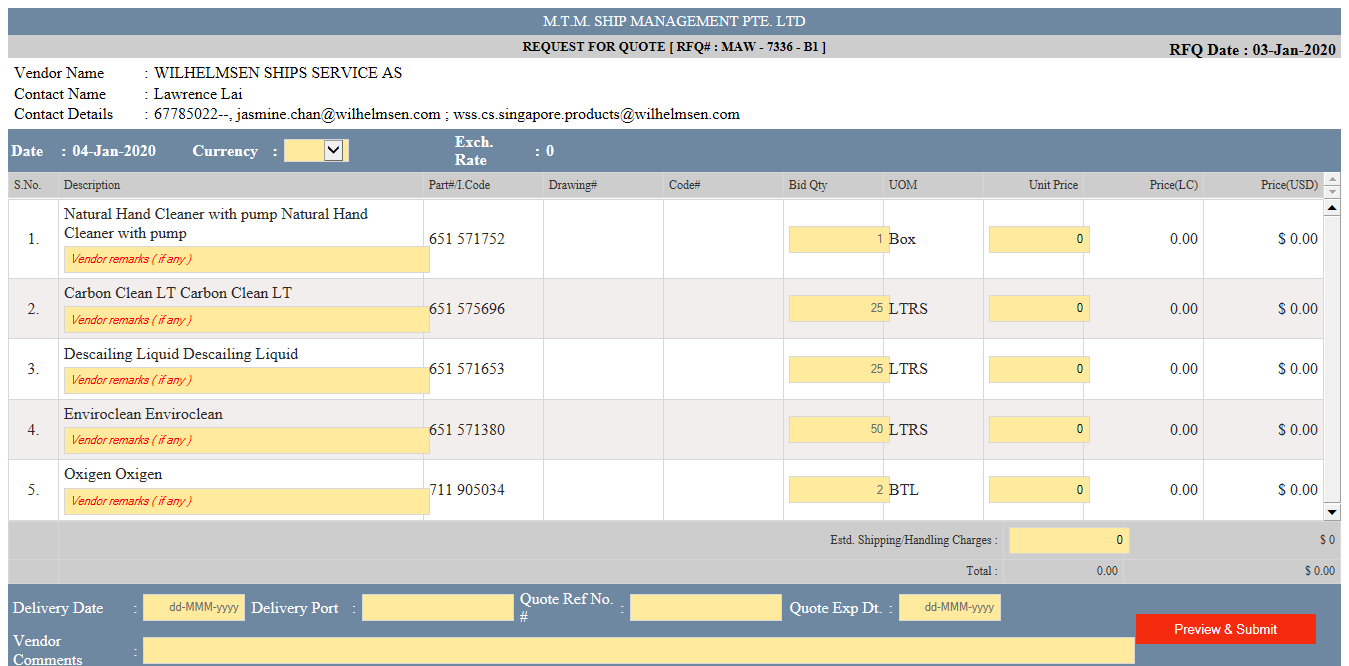 M.T.M. SHIP MANAGEMENT PTE. LTD
REQUEST FOR QUOTE [ RFQ# : MAW - 7336 - B1 ]
RFQ Date : 03-Jan-2020
Vendor Name : WILHELMSEN SHIPS SERVICE AS
Contact Name : Lawrence Lai
Contact Details : 67785022--, jasmine.chan@wilhelmsen.com ; wss.cs.singapore.products@wilhelmsen.com
Date : 04-Jan-2020 Currency : Exch. Rate : 0
S.No. Description Part#/I.Code Drawing# Code# Bid Qty UOM Unit Price Price(LC) Price(USD)
Natural Hand Cleaner with pump Natural Hand
Cleaner with pump
1. 651 571752 1 Box 0 0.00 $ 0.00
Vendor remarks ( if any )
Carbon Clean LT Carbon Clean LT
2. 651 575696 25 LTRS 0 0.00 $ 0.00
Vendor remarks ( if any )
Descailing Liquid Descailing Liquid
3. 651 571653 25 LTRS 0 0.00 $ 0.00
Vendor remarks ( if any )
Enviroclean Enviroclean
4. 651 571380 50 LTRS 0 0.00 $ 0.00
Vendor remarks ( if any )
Oxigen Oxigen
5. 711 905034 2 BTL 0 0.00 $ 0.00
Vendor remarks ( if any )
Estd. Shipping/Handling Charges : 0 $ 0
Total : 0.00 $ 0.00
Delivery Date : dd-MMM-yyyy Delivery Port : Quote Ref No. # : Quote Exp Dt. : dd-MMM-yyyy
Preview & Submit
Vendor
Comments :